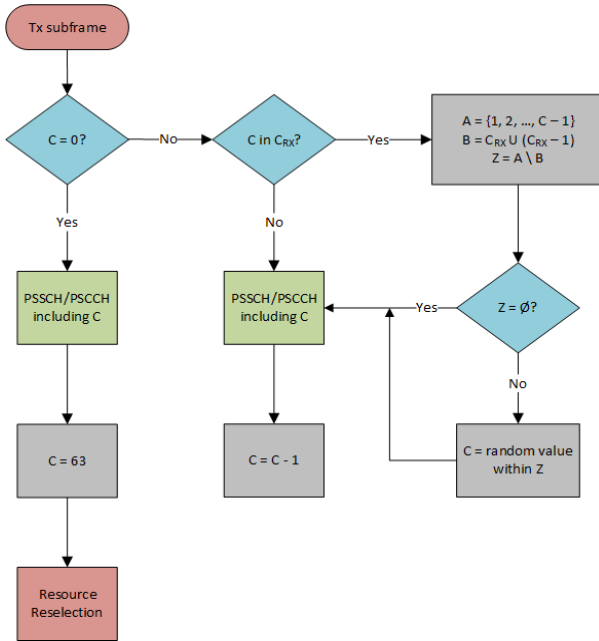 Tx subframe
C = 0?
No
C in CRX?
Yes
A = {1, 2, ..., C – 1}
B = CRX U (CRX – 1)
Z = A \ B
Yes
No
PSSCH/PSCCH
including C
PSSCH/PSCCH
including C
Yes
Z = Ø?
No
C = 63
C = C - 1
C = random value
within Z
Resource
Reselection